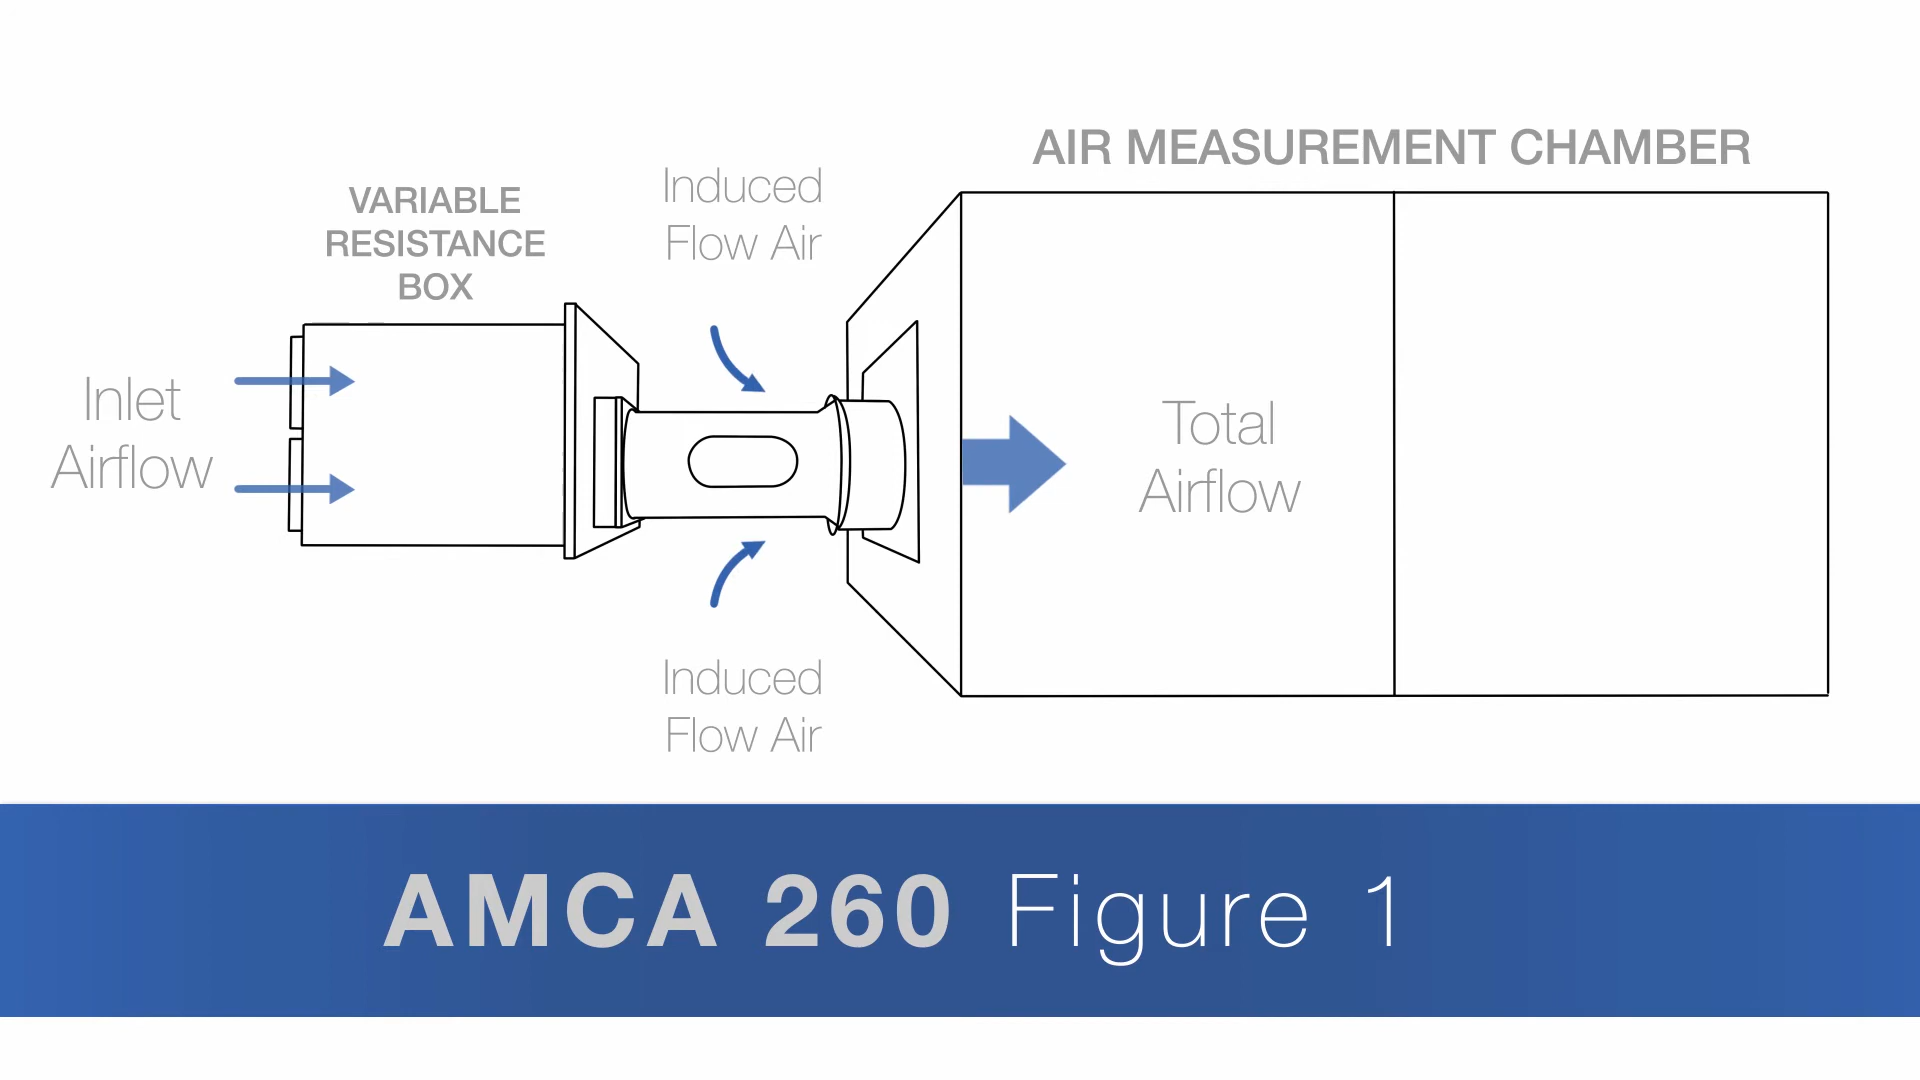 AIR MEASUREMENT CHAMBER
VARIABLE
RESISTANCE
BOX
Induced
Flow Air
Inlet
Airflow
Total
Airflow
Induced
Flow Air
AMCA 260 Figure 1